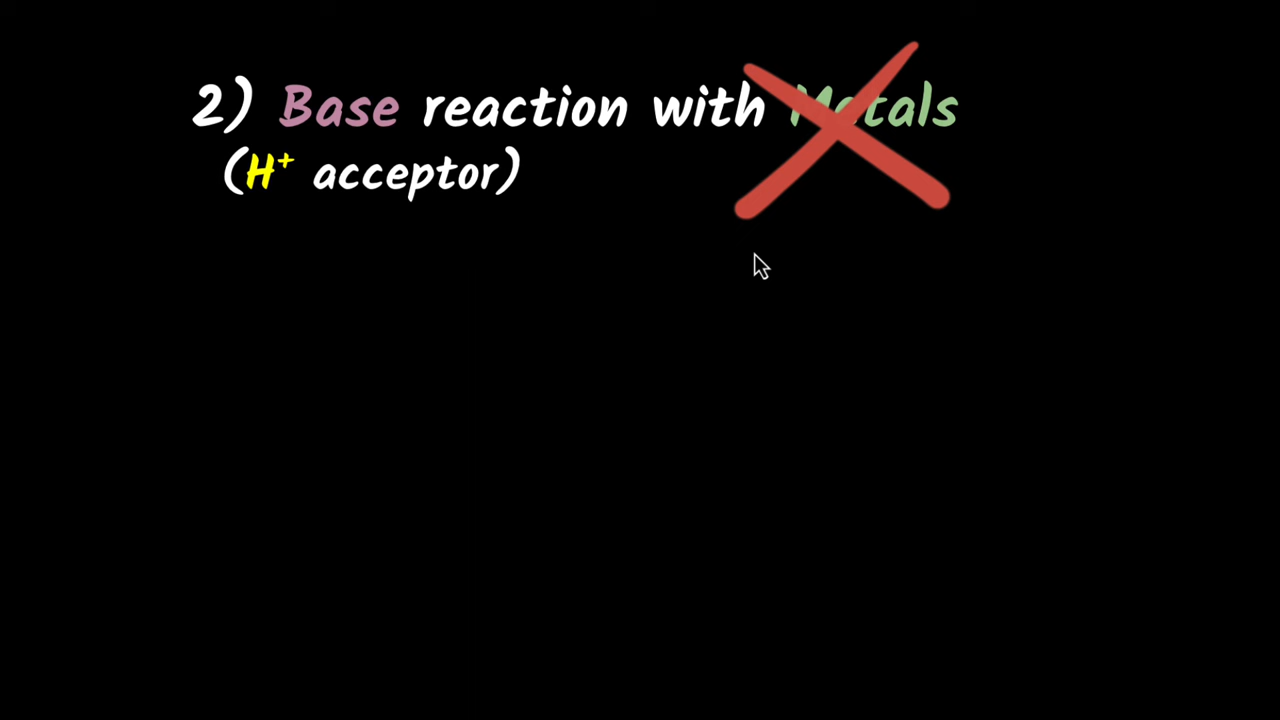 2) Base reaction with Metals
(H⁺ acceptor)